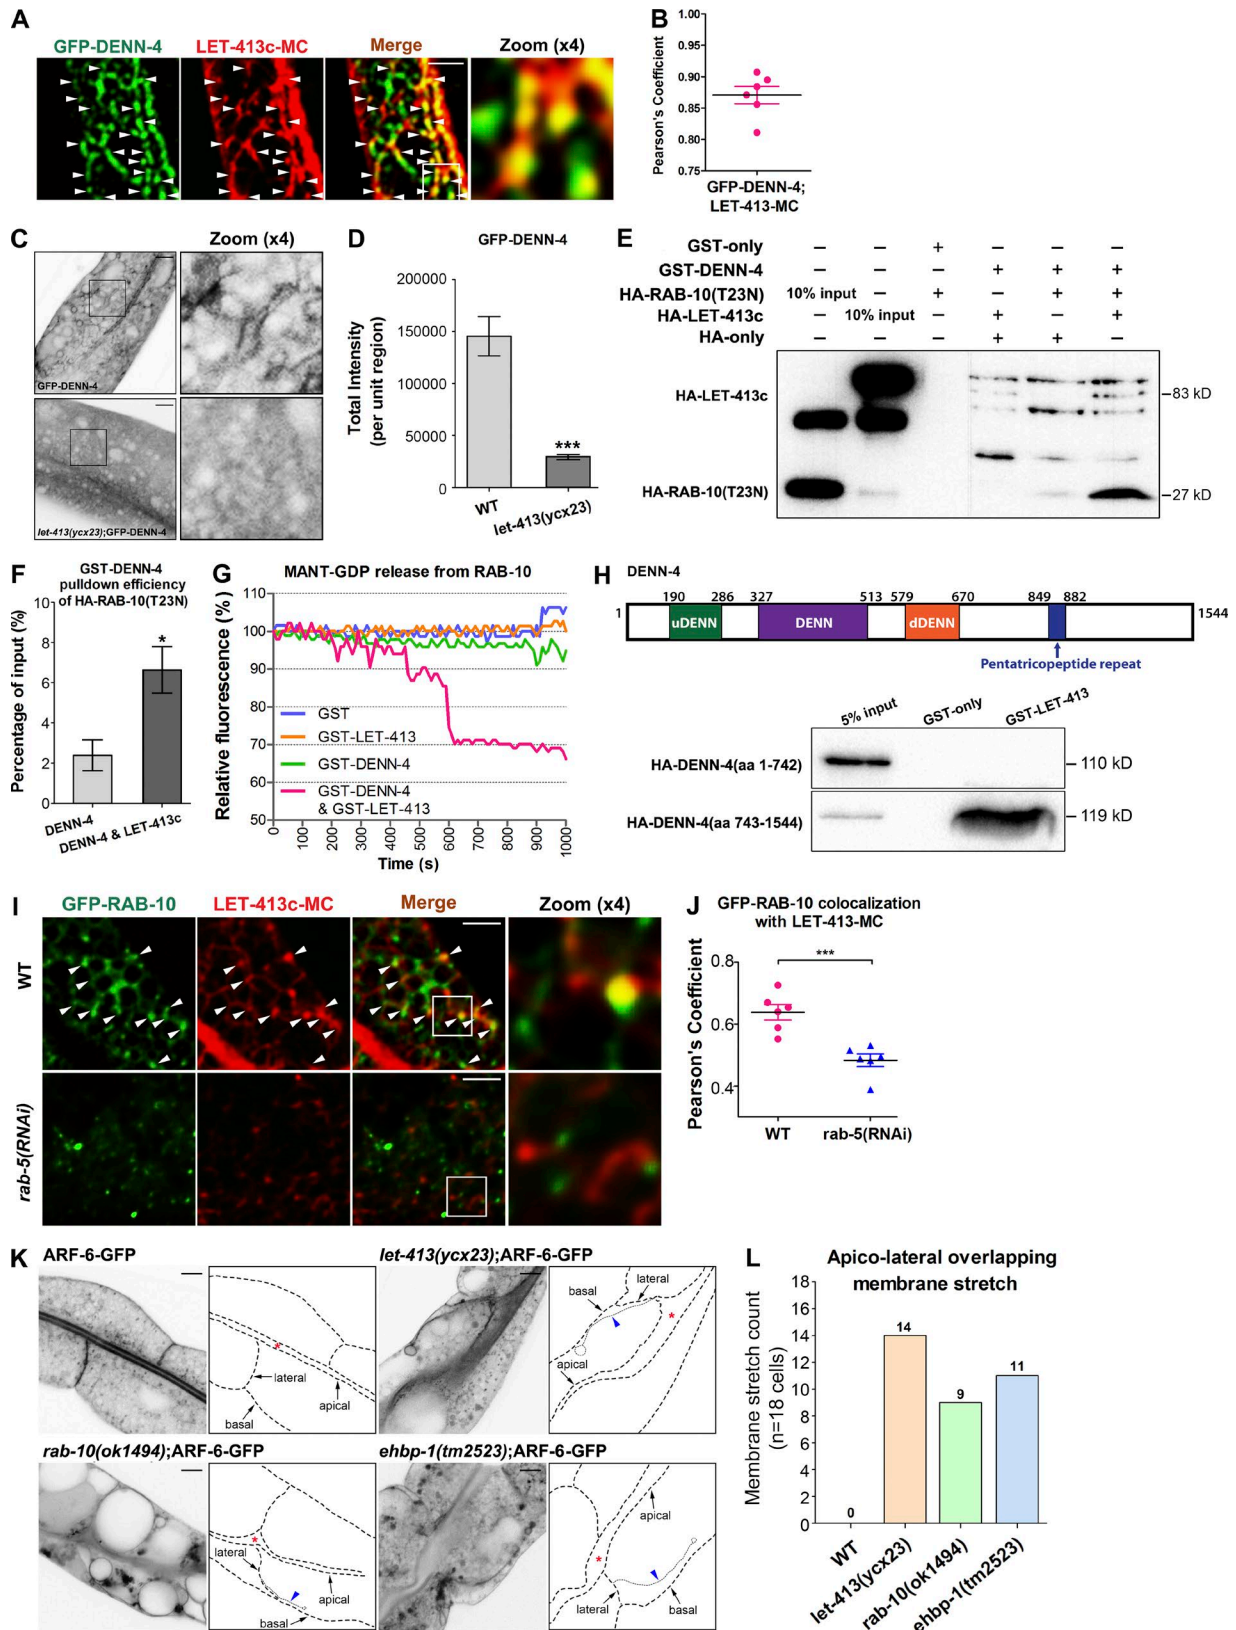 A
GFP-DENN-4
LET-413c-MC
Merge
Zoom (x4)
B
Pearson's Coefficient
1.00
0.95
0.90
0.85
0.80
0.75
GFP-DENN-4;
LET-413-MC
C
Zoom (x4)
GFP-DENN-4
let-413(ycx23);GFP-DENN-4
D
GFP-DENN-4
Total Intensity
(per unit region)
200000
150000
100000
50000
0
***
WT
let-413(ycx23)
E
GST-only − − + − − −
GST-DENN-4 − − − + + +
HA-RAB-10(T23N) 10% input − + − + +
HA-LET-413c − 10% input − + − +
HA-only − − − + + −
HA-LET-413c
83 kD
HA-RAB-10(T23N)
27 kD
F
GST-DENN-4
pulldown efficiency
of HA-RAB-10(T23N)
Percentage of input (%)
10
8
6
4
2
0
*
DENN-4
DENN-4 & LET-413c
G
MANT-GDP release from RAB-10
Relative fluorescence (%)
110
100
90
80
70
60
50
GST
GST-LET-413
GST-DENN-4
GST-DENN-4
& GST-LET-413
0 100 200 300 400 500 600 700 800 900 1000
Time (s)
H
DENN-4
190 286 327 513 579 670 849 882
1 uDENN DENN dDENN 1544
Pentatricopeptide repeat
5% input
GST-only
GST-LET-413
HA-DENN-4(aa 1-742)
110 kD
HA-DENN-4(aa 743-1544)
119 kD
I
GFP-RAB-10
LET-413c-MC
Merge
Zoom (x4)
WT
rab-5(RNAi)
J
GFP-RAB-10 colocalization
with LET-413-MC
Pearson's Coefficient
0.8
0.6
0.4
***
WT
rab-5(RNAi)
K
ARF-6-GFP
lateral
apical
basal
*
let-413(ycx23);ARF-6-GFP
lateral
basal
*
apical
rab-10(ok1494);ARF-6-GFP
*
lateral
apical
basal
ehbp-1(tm2523);ARF-6-GFP
apical
*
lateral
basal
L
Apico-lateral overlapping
membrane stretch
Membrane stretch count
(n=18 cells)
18
16
14
12
10
8
6
4
2
0
0
14
9
11
WT
let-413(ycx23)
rab-10(ok1494)
ehbp-1(tm2523)